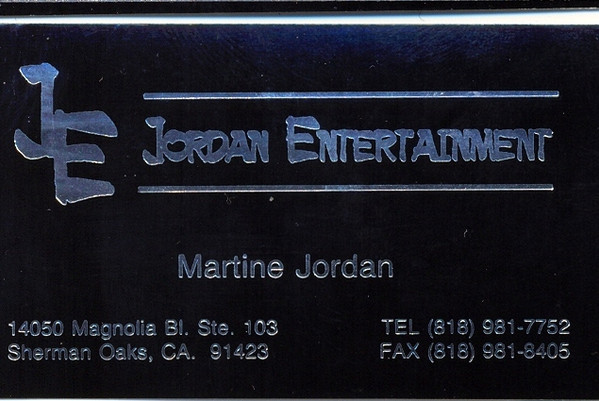 JE
JORDAN ENTERTAINMENT
Martine Jordan
14050 Magnolia Bl. Ste. 103
Sherman Oaks, CA. 91423
TEL (818) 981-7752
FAX (818) 981-8405